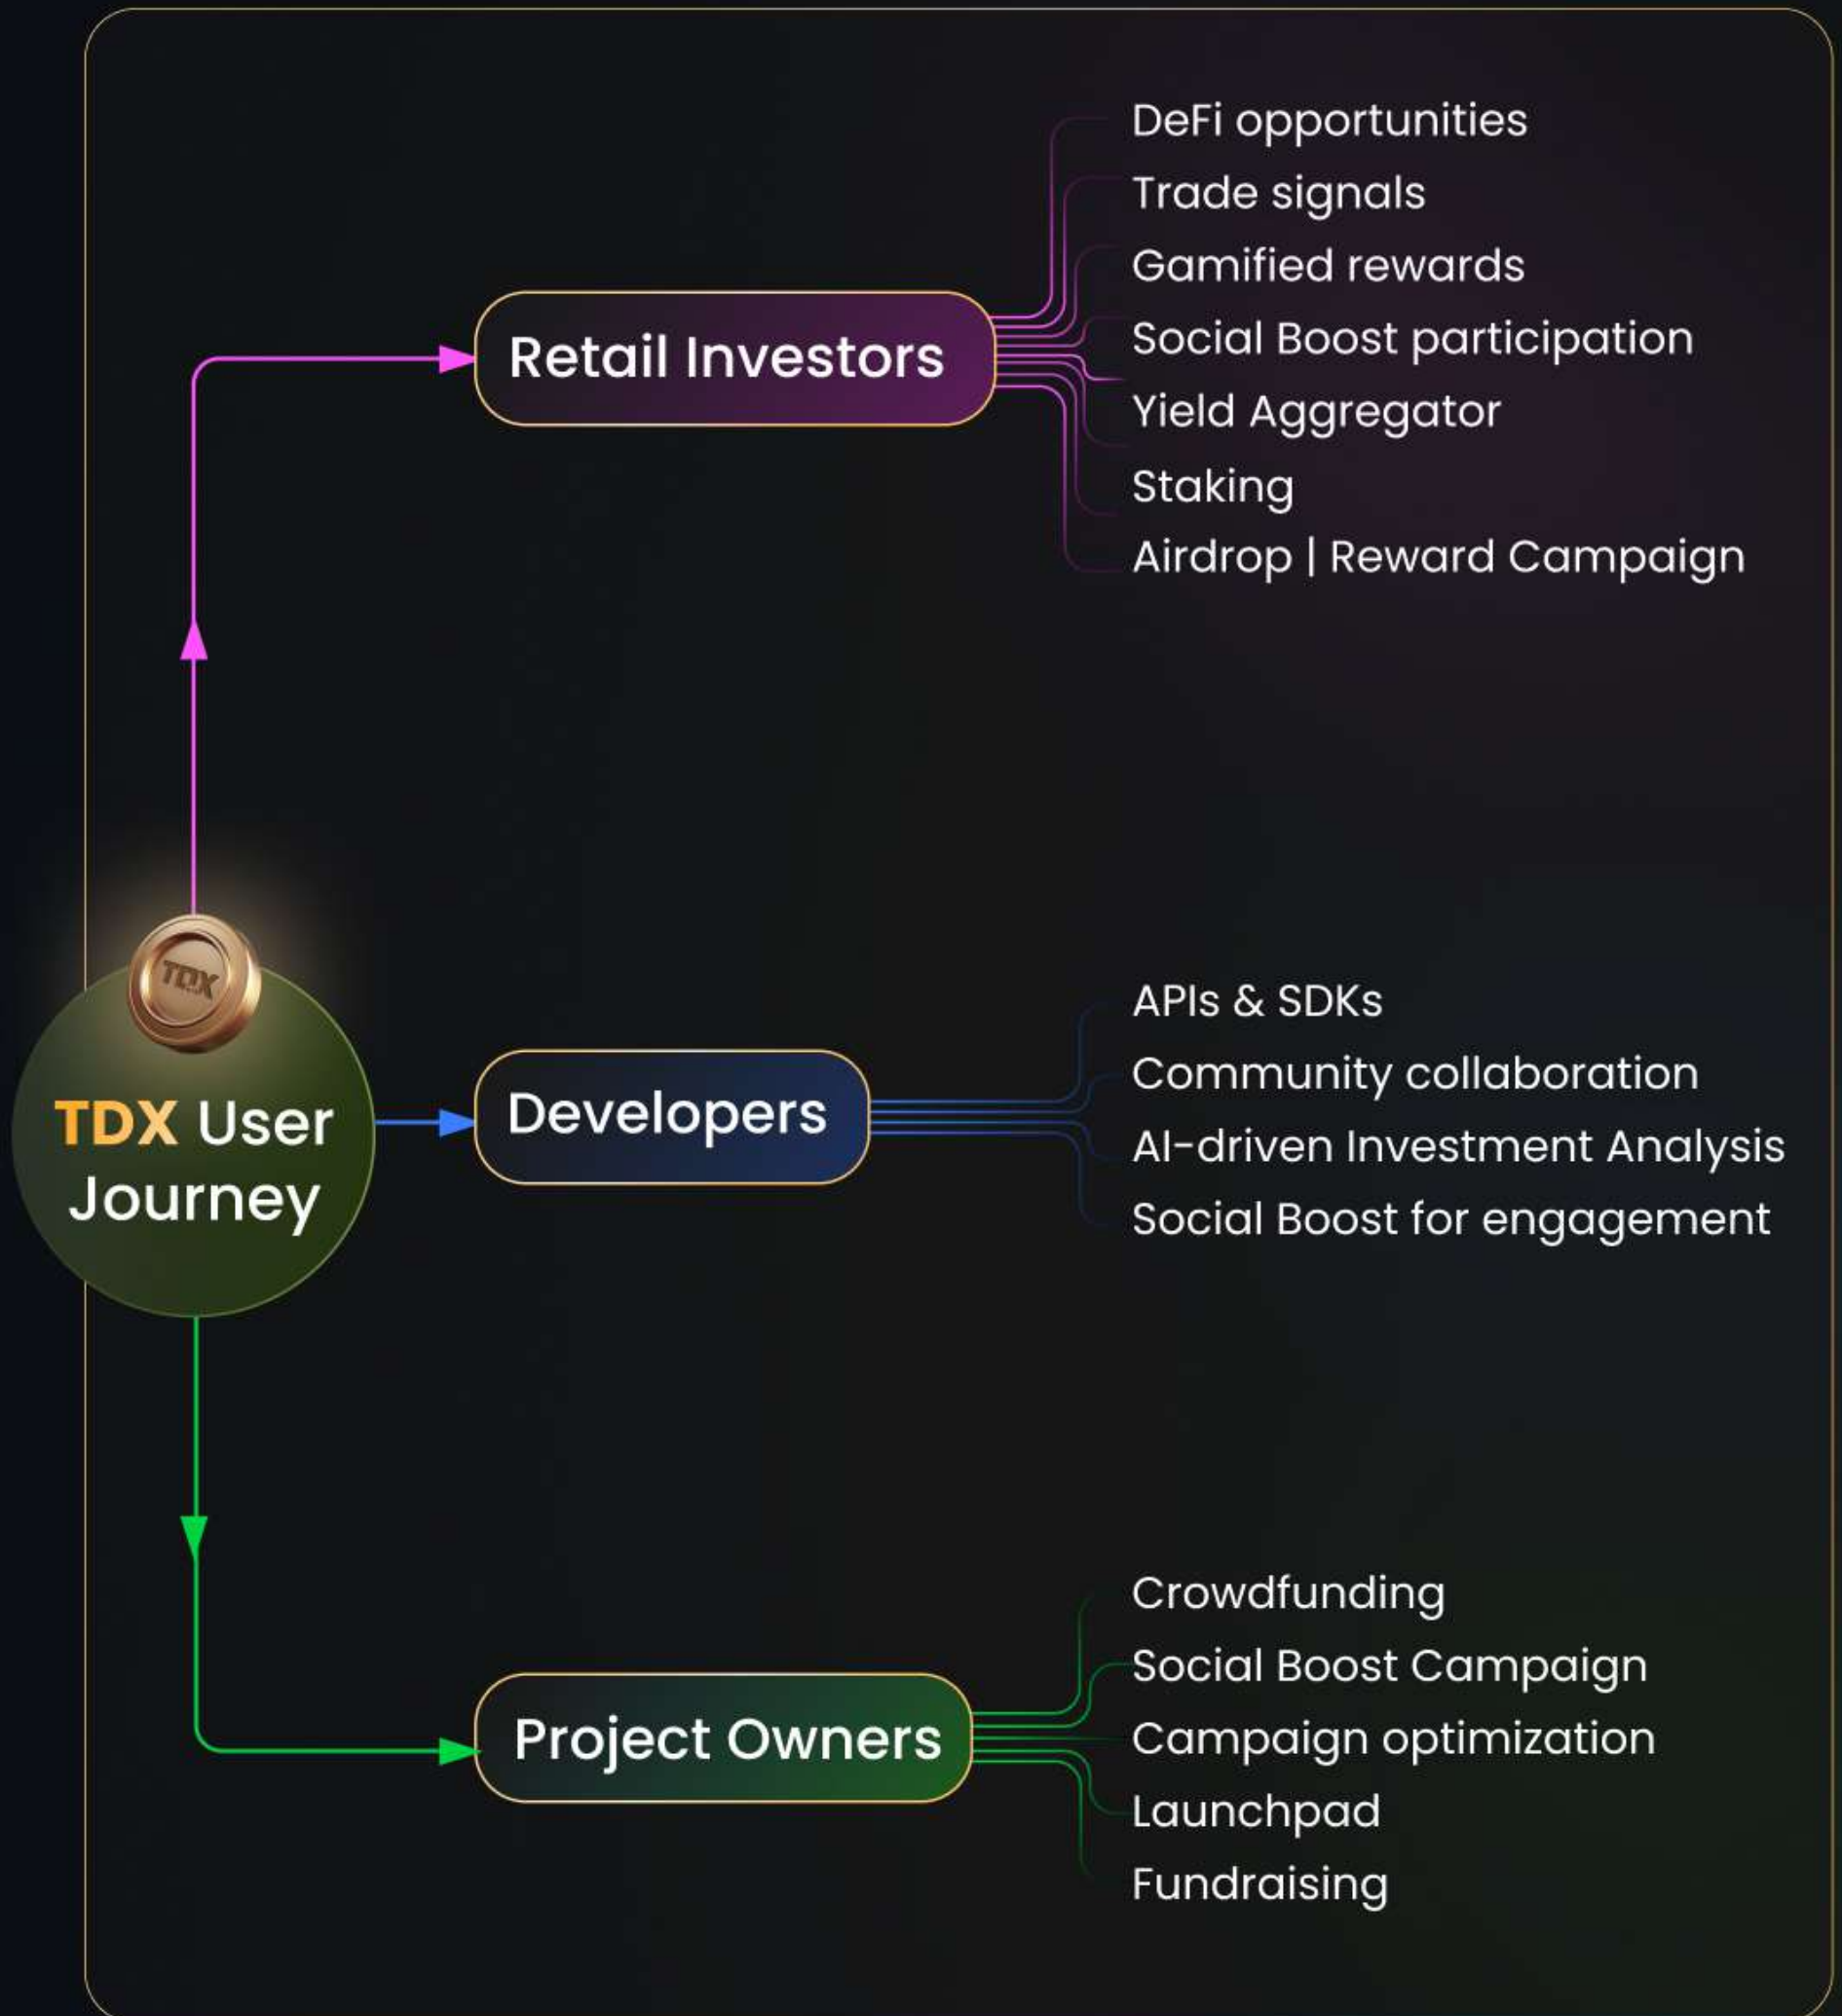 DeFi opportunities
Trade signals
Gamified rewards
Social Boost participation
Yield Aggregator
Staking
Airdrop | Reward Campaign
Retail Investors
TDX
TDX User
Journey
Developers
APIs & SDKs
Community collaboration
AI-driven Investment Analysis
Social Boost for engagement
Project Owners
Crowdfunding
Social Boost Campaign
Campaign optimization
Launchpad
Fundraising